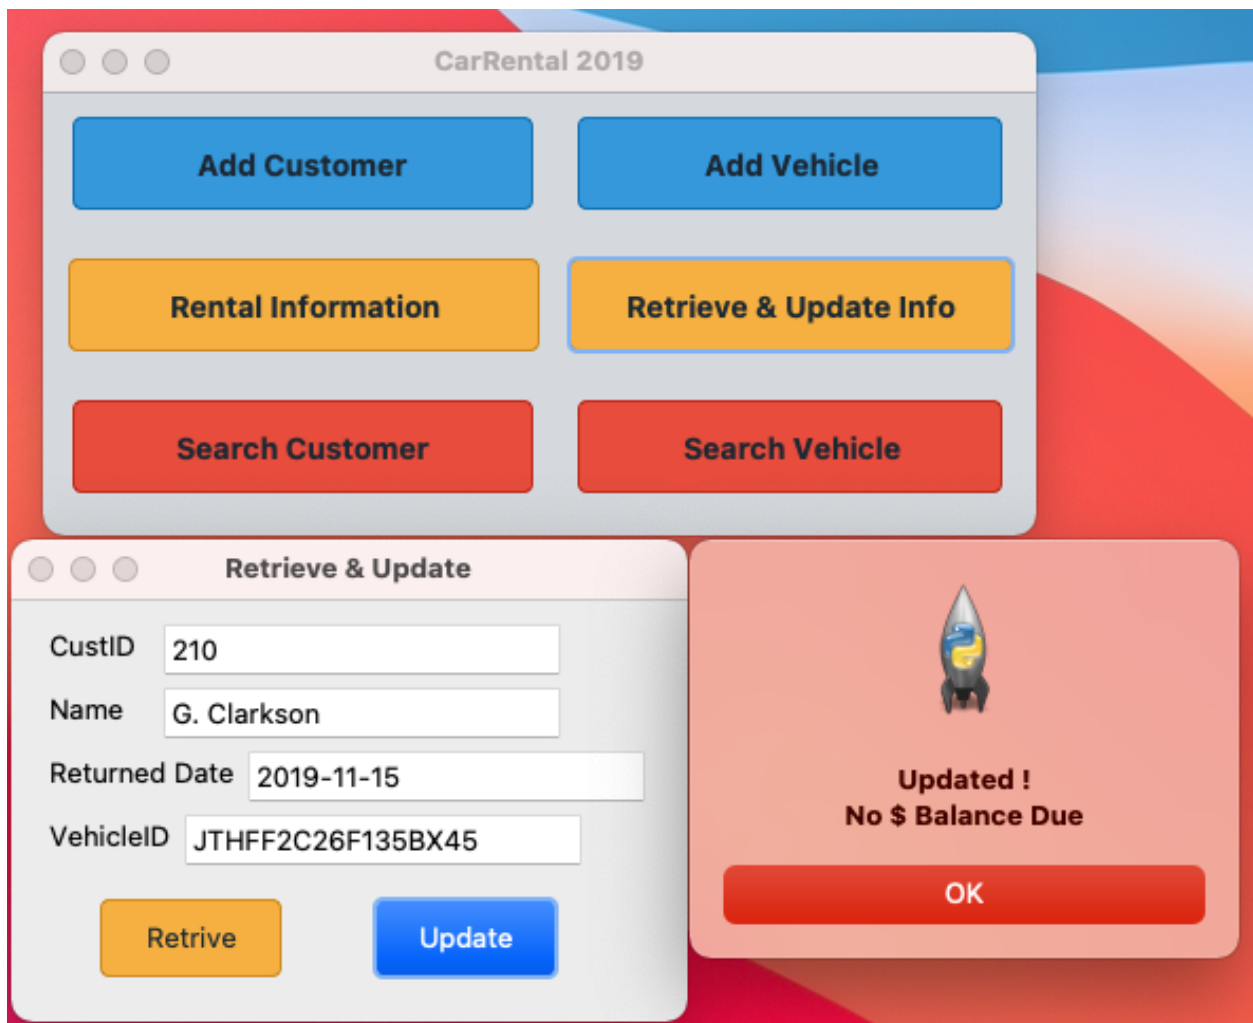 CarRental 2019
Add Customer
Add Vehicle
Rental Information
Retrieve & Update Info
Search Customer
Search Vehicle
Retrieve & Update
CustID
210
Name
G. Clarkson
Returned Date
2019-11-15
VehicleID
JTHFF2C26F135BX45
Retrive
Update
Updated !
No $ Balance Due
OK